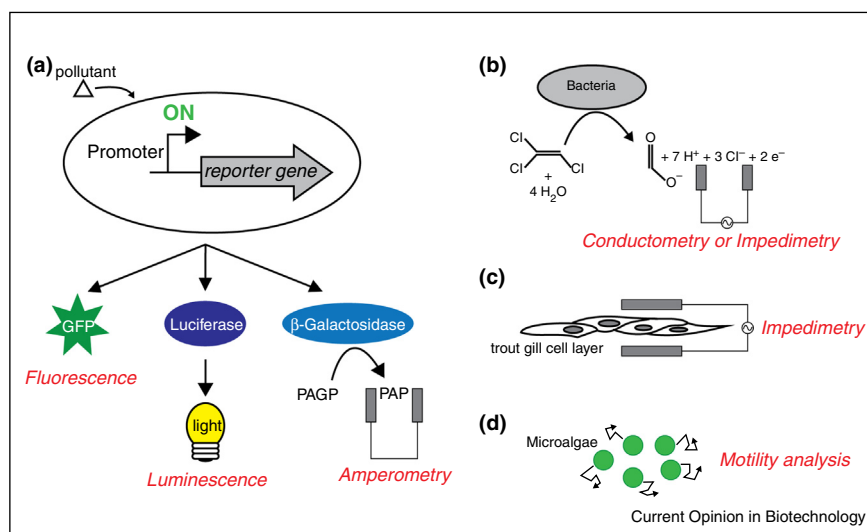 (a)
pollutant
ON
Promoter
reporter gene
GFP
Luciferase
β-Galactosidase
Fluorescence
PAGP
PAP
light
Luminescence
Amperometry
(b)
Bacteria
Cl
Cl
Cl
+
4 H₂O
O
O⁻
+ 7 H⁺ + 3 Cl⁻ + 2 e⁻
Conductometry or Impedimetry
(c)
trout gill cell layer
Impedimetry
(d)
Microalgae
Motility analysis
Current Opinion in Biotechnology